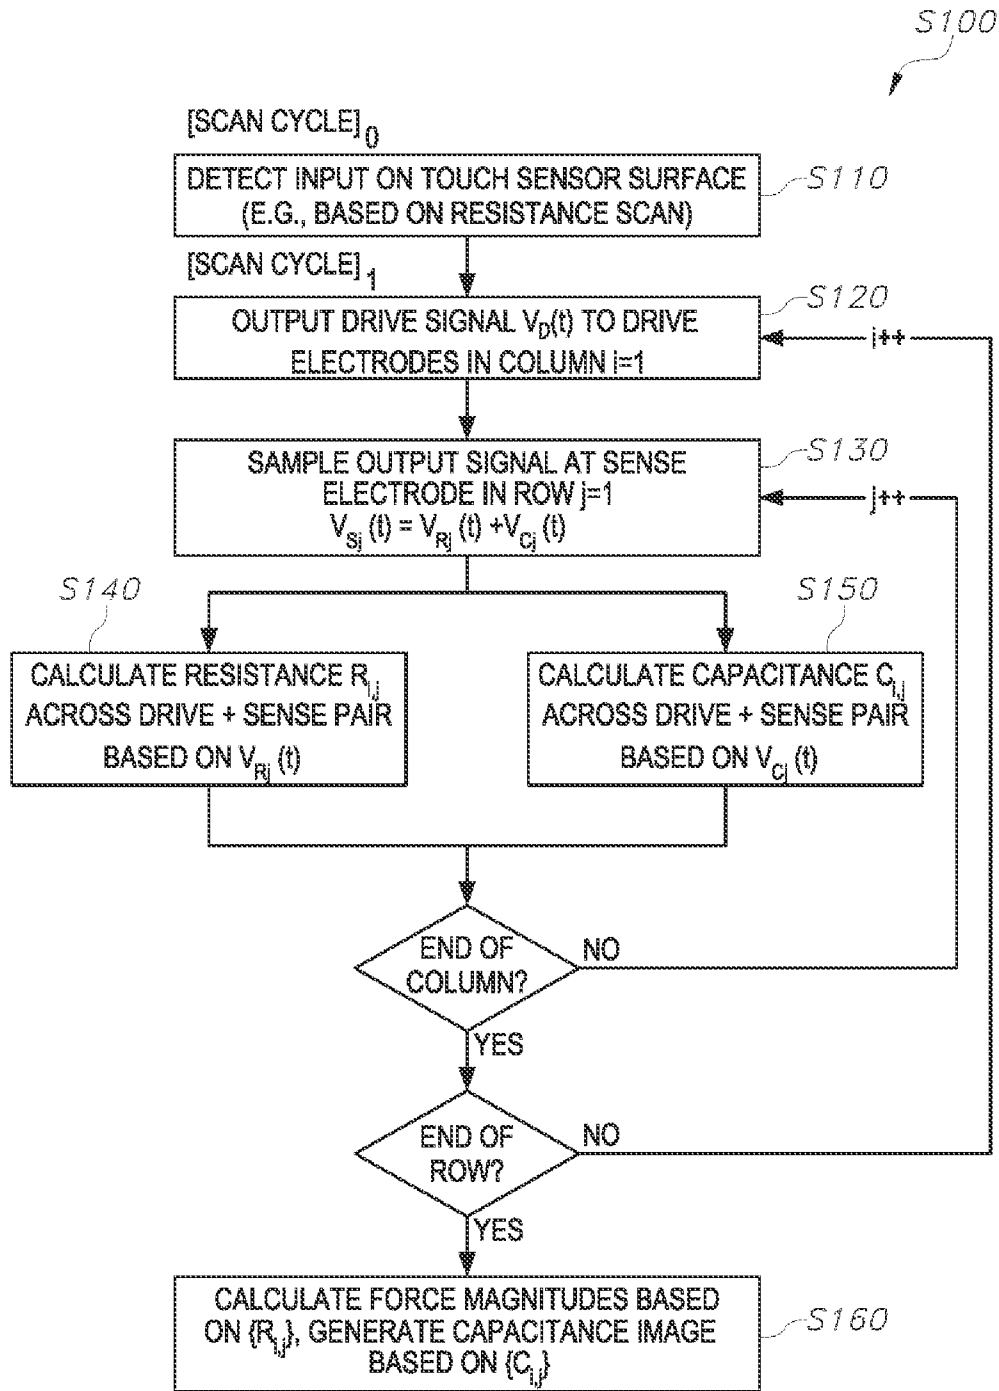 S100
[SCAN CYCLE]0
DETECT INPUT ON TOUCH SENSOR SURFACE
(E.G., BASED ON RESISTANCE SCAN)
S110
[SCAN CYCLE]1
OUTPUT DRIVE SIGNAL VD(t) TO DRIVE
ELECTRODES IN COLUMN i=1
S120
i++
SAMPLE OUTPUT SIGNAL AT SENSE
ELECTRODE IN ROW j=1
VSj (t) = VRj (t) +VCj (t)
S130
j++
S140
CALCULATE RESISTANCE Ri,j
ACROSS DRIVE + SENSE PAIR
BASED ON VRj (t)
S150
CALCULATE CAPACITANCE Ci,j
ACROSS DRIVE + SENSE PAIR
BASED ON VCj (t)
END OF
COLUMN?
NO
YES
END OF
ROW?
NO
YES
CALCULATE FORCE MAGNITUDES BASED
ON {Ri,j}, GENERATE CAPACITANCE IMAGE
BASED ON {Ci,j}
S160